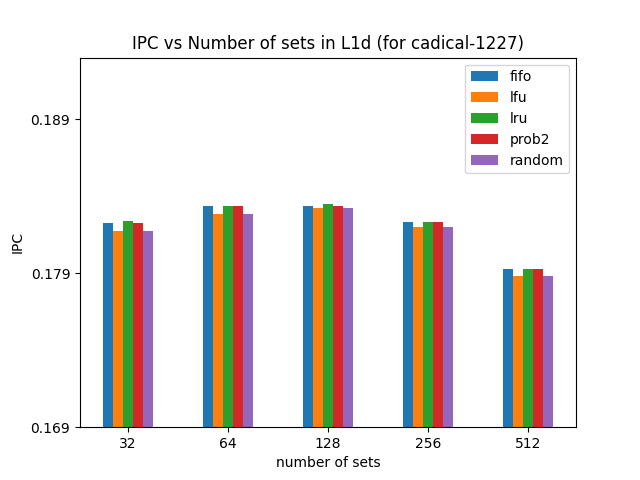 IPC vs Number of sets in L1d (for cadical-1227)
fifo
lfu
lru
prob2
random
0.189
0.179
0.169
IPC
32 64 128 256 512
number of sets